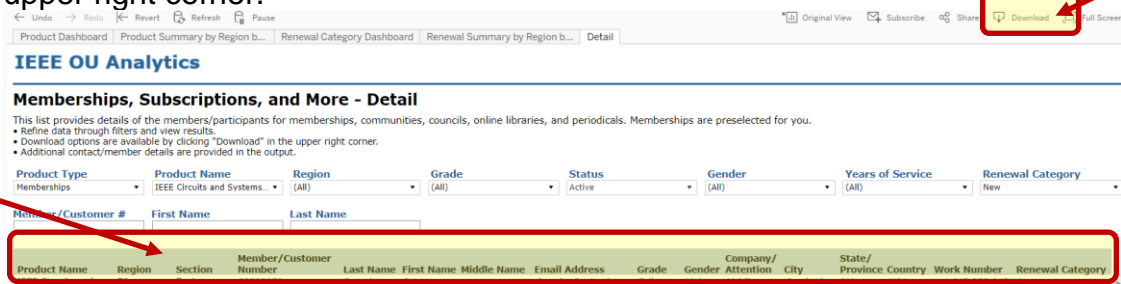 upper right corner.
← Undo → Redo |← Revert Refresh Pause Original View Subscribe Share Download Full Screen
Product Dashboard Product Summary by Region b... Renewal Category Dashboard Renewal Summary by Region b... Detail
IEEE OU Analytics
Memberships, Subscriptions, and More - Detail
This list provides details of the members/participants for memberships, communities, councils, online libraries, and periodicals. Memberships are preselected for you.
• Refine data through filters and view results.
• Download options are available by clicking "Download" in the upper right corner.
• Additional contact/member details are provided in the output.
Product Type Product Name Region Grade Status Gender Years of Service Renewal Category
Memberships IEEE Circuits and Systems... (All) (All) Active (All) (All) New
Member/Customer # First Name Last Name
Member/Customer Company/ State/
Product Name Region Section Number Last Name First Name Middle Name Email Address Grade Gender Attention City Province Country Work Number Renewal Category